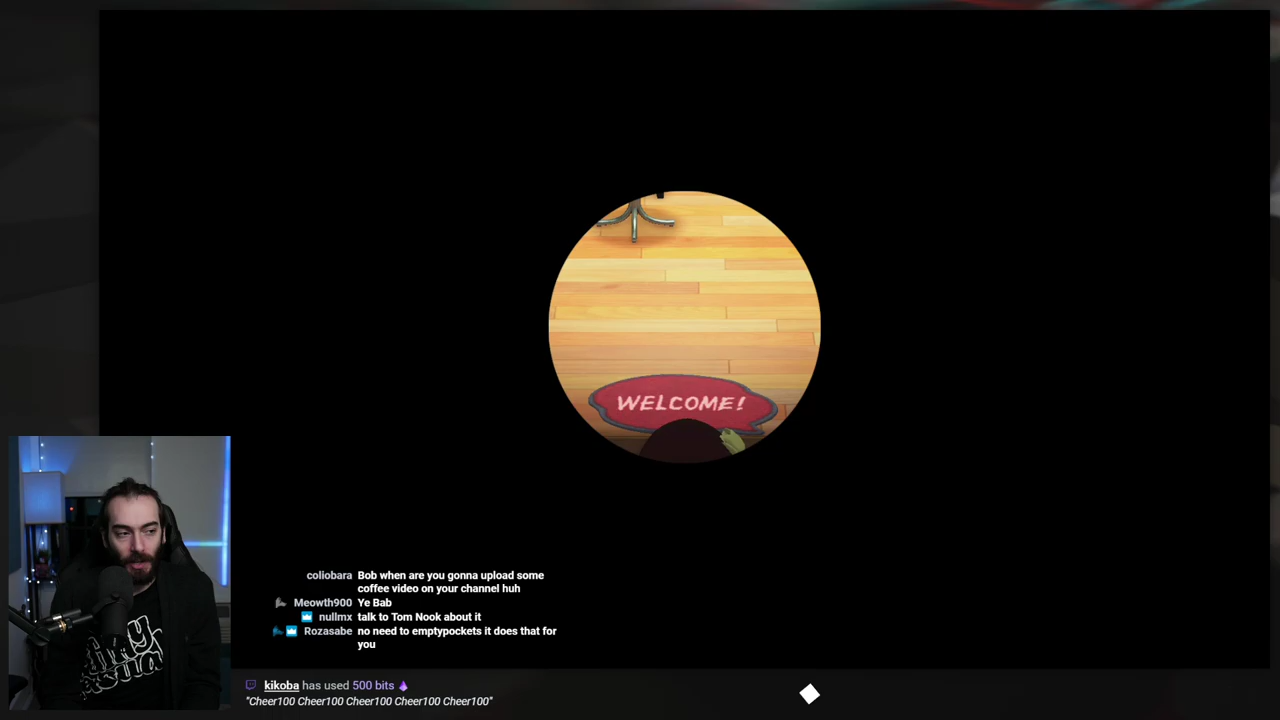 WELCOME!
coliobara Bob when are you gonna upload some
coffee video on your channel huh
Meowth900 Ye Bab
nullmx talk to Tom Nook about it
Rozasabe no need to emptypockets it does that for
you
kikoba has used 500 bits
"Cheer100 Cheer100 Cheer100 Cheer100 Cheer100"